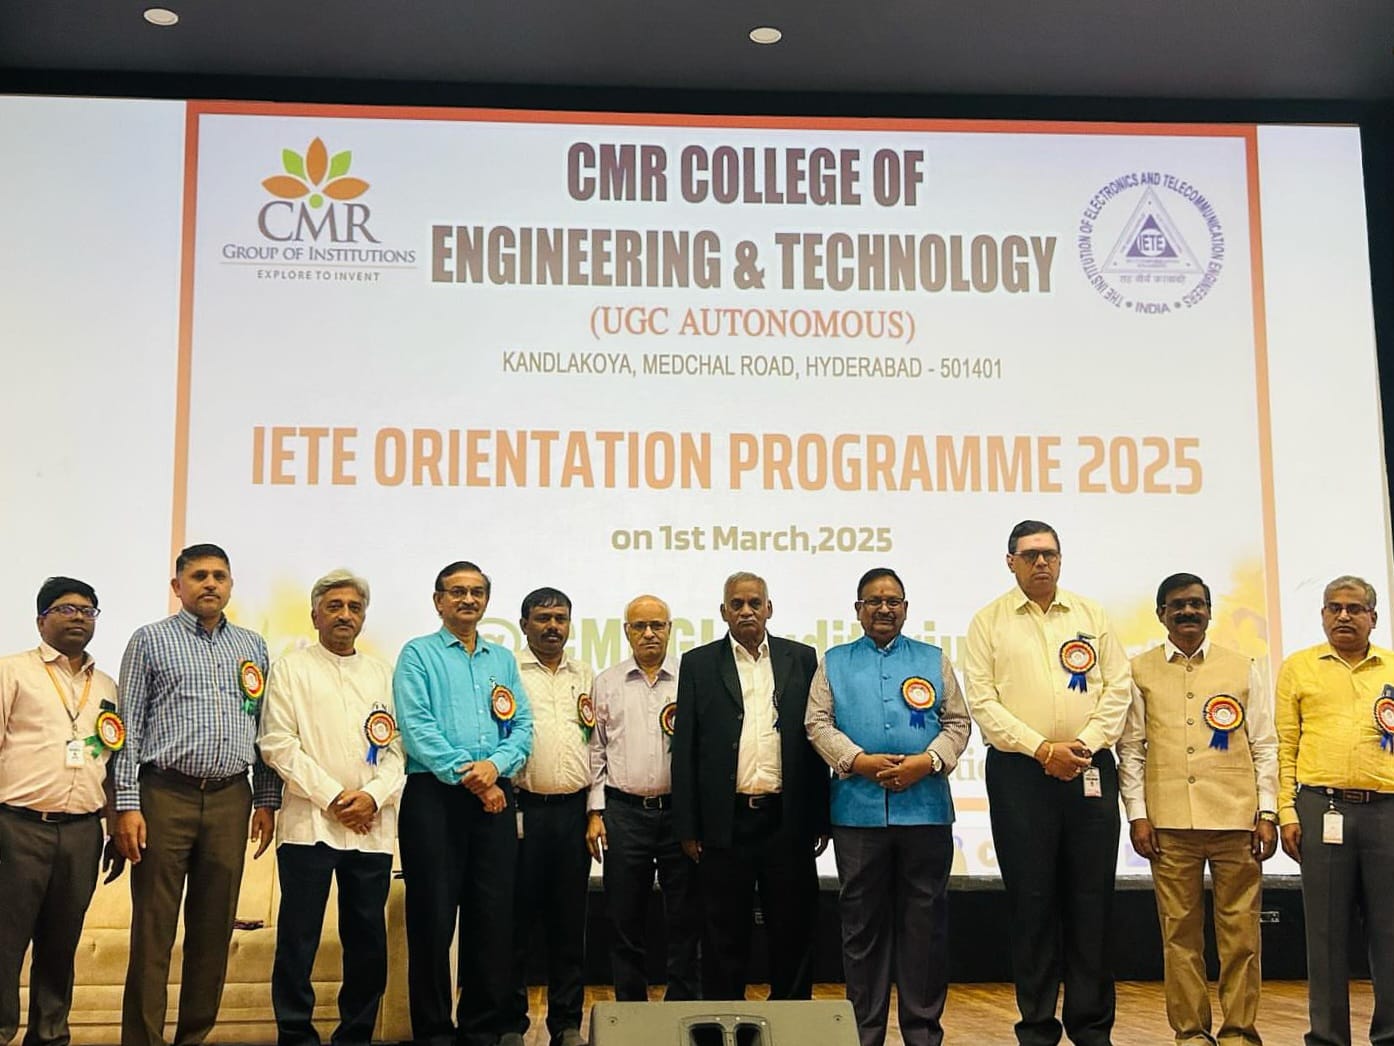 CMR
GROUP OF INSTITUTIONS
EXPLORE TO INVENT
CMR COLLEGE OF
ENGINEERING & TECHNOLOGY
(UGC AUTONOMOUS)
KANDLAKOYA, MEDCHAL ROAD, HYDERABAD - 501401
THE INSTITUTION OF ELECTRONICS AND TELECOMMUNICATION ENGINEERS
IETE
• INDIA •
IETE ORIENTATION PROGRAMME 2025
on 1st March,2025